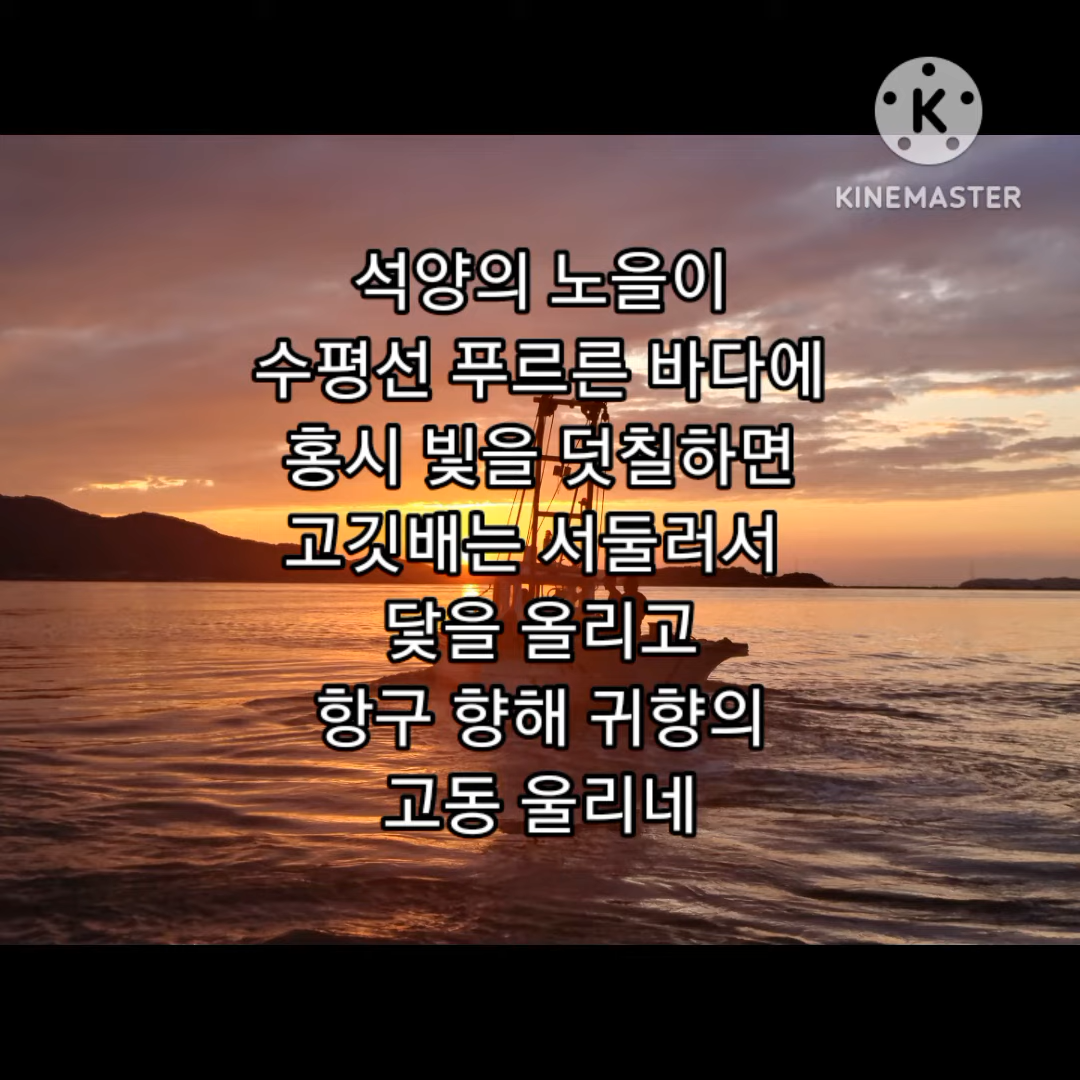 KINEMASTER
석양의 노을이
수평선 푸르른 바다에
홍시 빛을 덧칠하면
고깃배는 서둘러서
닻을 올리고
항구 향해 귀향의
고동 울리네